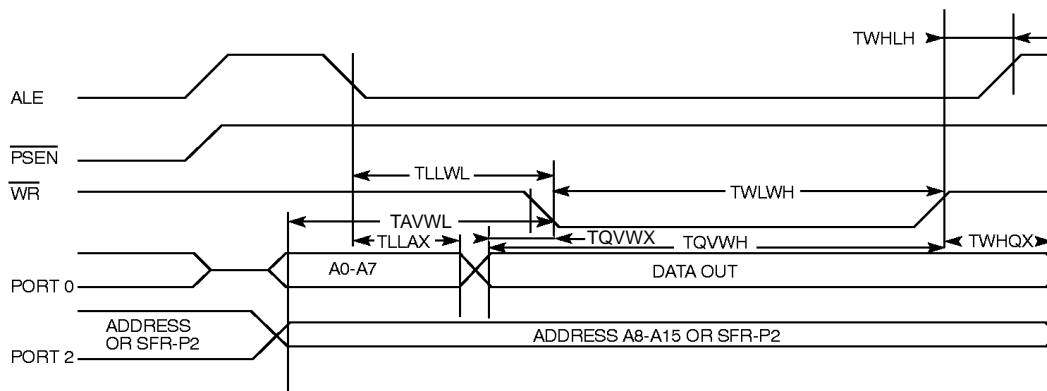 TWHLH
ALE
PSEN
TLLWL
WR
TWLWH
TAVWL
TLLAX
TQVWX
TQVWH
TWHQX
A0-A7
DATA OUT
PORT 0
ADDRESS
OR SFR-P2
ADDRESS A8-A15 OR SFR-P2
PORT 2